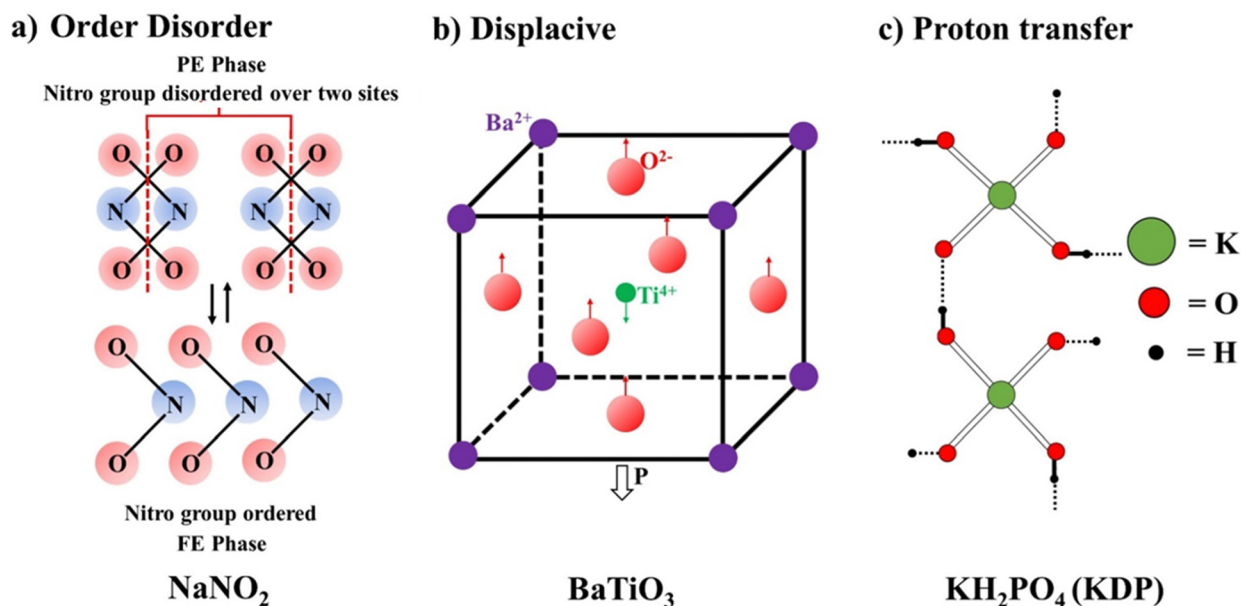 a) Order Disorder
PE Phase
Nitro group disordered over two sites
O O O O
N N N N
O O O O
O O O
N N N
O O O
Nitro group ordered
FE Phase
NaNO₂
b) Displacive
Ba²⁺
O²⁻
Ti⁴⁺
P
BaTiO₃
c) Proton transfer
= K
= O
= H
KH₂PO₄ (KDP)